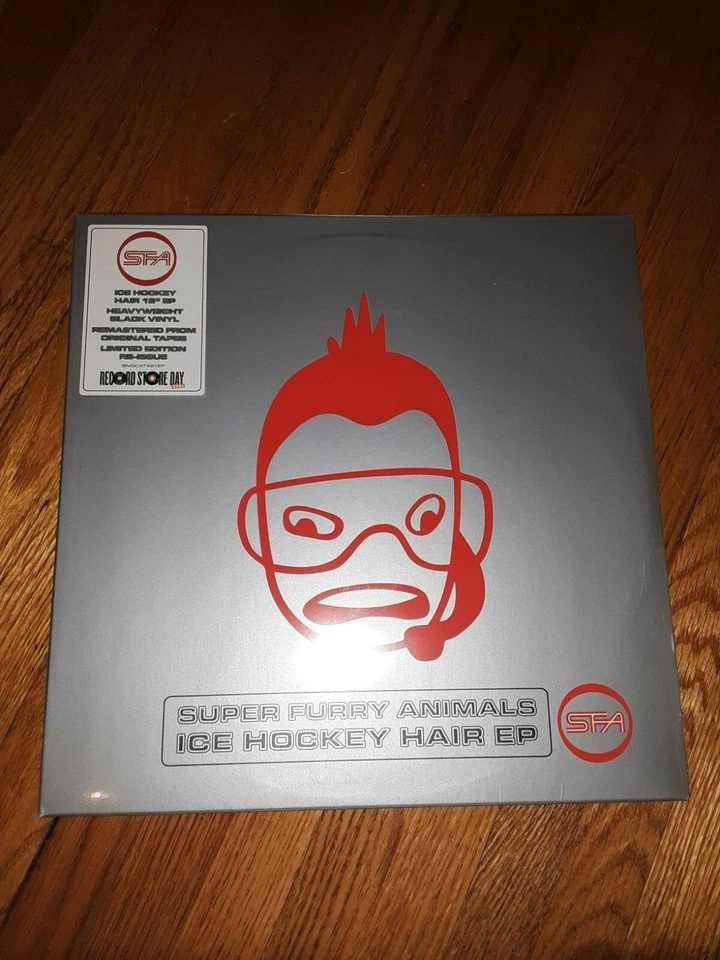 SFA
ICE HOCKEY
HAIR 12" EP
HEAVYWEIGHT
BLACK VINYL
REMASTERED FROM
ORIGINAL TAPES
LIMITED EDITION
RE-ISSUE
BMGCAT481EP
RECORD STORE DAY
SUPER FURRY ANIMALS
ICE HOCKEY HAIR EP
SFA